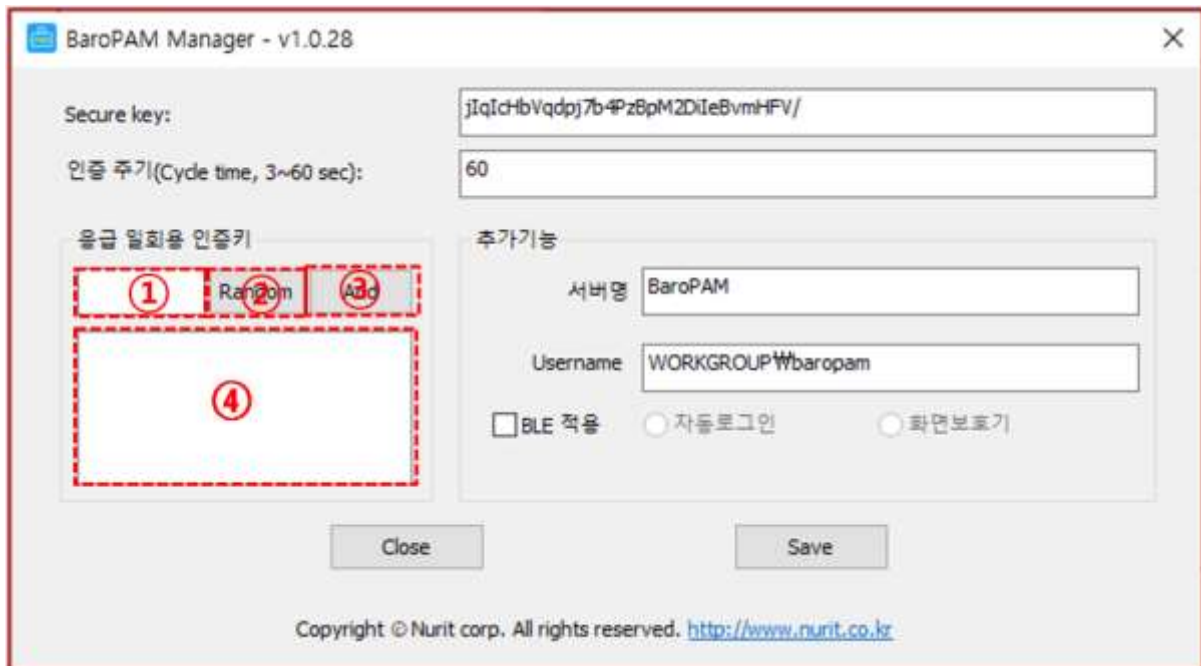 BaroPAM Manager - v1.0.28
Secure key:
jIqIcHbVqdpj7b4PzBpM2DiIeBvmHFV/
인증 주기(Cycle time, 3~60 sec):
60
응급 일회용 인증키
① Random ② Add ③
④
추가기능
서버명 BaroPAM
Username WORKGROUP₩baropam
BLE 적용 자동로그인 화면보호기
Close Save
Copyright © Nurit corp. All rights reserved. http://www.nurit.co.kr